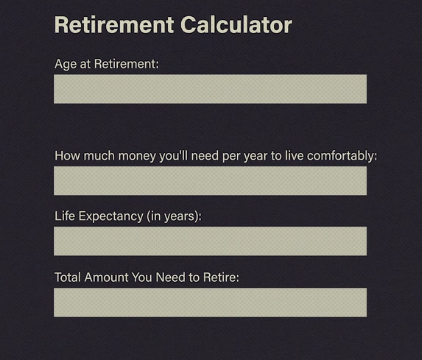 Retirement Calculator
Age at Retirement:
How much money you'll need per year to live comfortably:
Life Expectancy (in years):
Total Amount You Need to Retire: